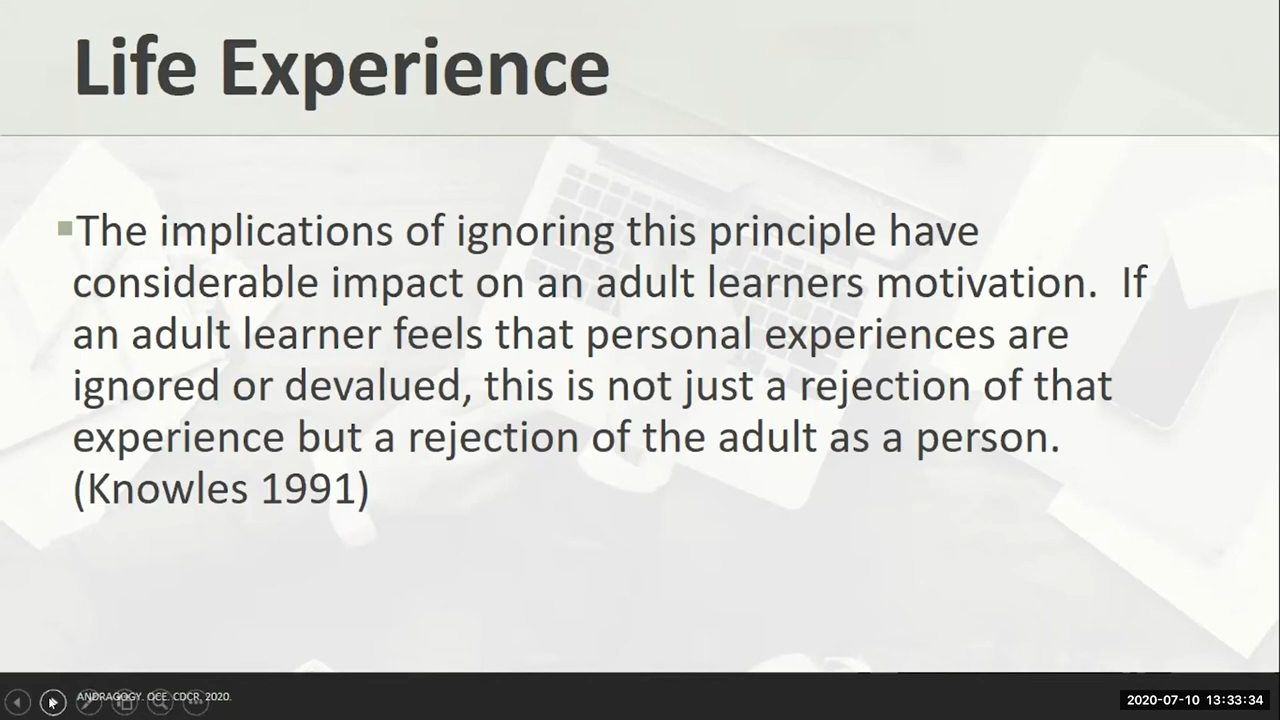 Life Experience
The implications of ignoring this principle have
considerable impact on an adult learners motivation.  If
an adult learner feels that personal experiences are
ignored or devalued, this is not just a rejection of that
experience but a rejection of the adult as a person.
(Knowles 1991)
ANDRAGOGY. OCE. CDCR. 2020.
2020-07-10 13:33:34